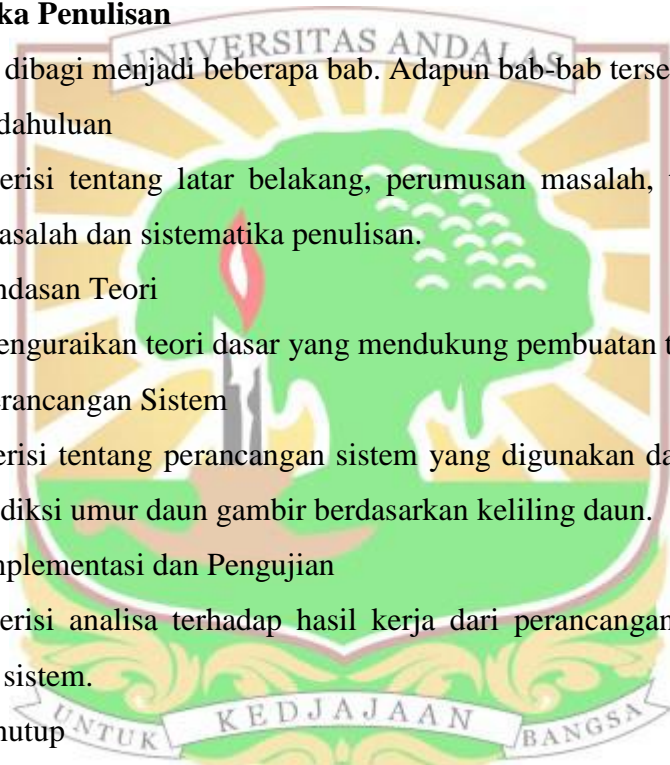 ka Penulisan
UNIVERSITAS ANDALAS
dibagi menjadi beberapa bab. Adapun bab-bab terse
dahuluan
erisi tentang latar belakang, perumusan masalah,
asalah dan sistematika penulisan.
ndasan Teori
enguraikan teori dasar yang mendukung pembuatan t
erancangan Sistem
erisi tentang perancangan sistem yang digunakan da
diksi umur daun gambir berdasarkan keliling daun.
mplementasi dan Pengujian
erisi analisa terhadap hasil kerja dari perancangan
sistem.
hutup
UNTUK KEDJAJAAN BANGSA